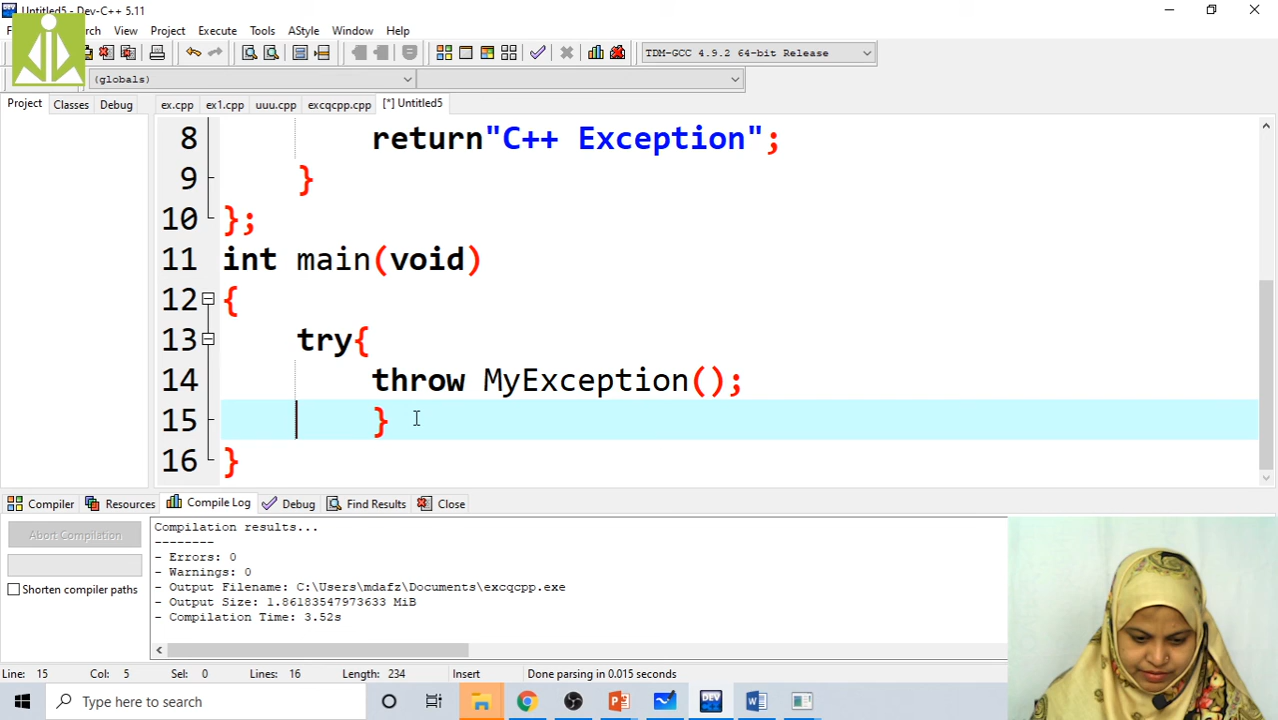 Untitled5 - Dev-C++ 5.11
View Project Execute Tools AStyle Window Help
TDM-GCC 4.9.2 64-bit Release
(globals)
Project Classes Debug
ex.cpp ex1.cpp uuu.cpp excqcpp.cpp [*] Untitled5
8 return"C++ Exception";
9 }
10 };
11 int main(void)
12 {
13 try{
14 throw MyException();
15 }
16 }
Compiler Resources Compile Log Debug Find Results Close
Abort Compilation
Shorten compiler paths
Compilation results...
--------
- Errors: 0
- Warnings: 0
- Output Filename: C:\Users\mdafz\Documents\excqcpp.exe
- Output Size: 1.86183547973633 MiB
- Compilation Time: 3.52s
Line: 15 Col: 5 Sel: 0 Lines: 16 Length: 234 Insert Done parsing in 0.015 seconds
Type here to search
DEV